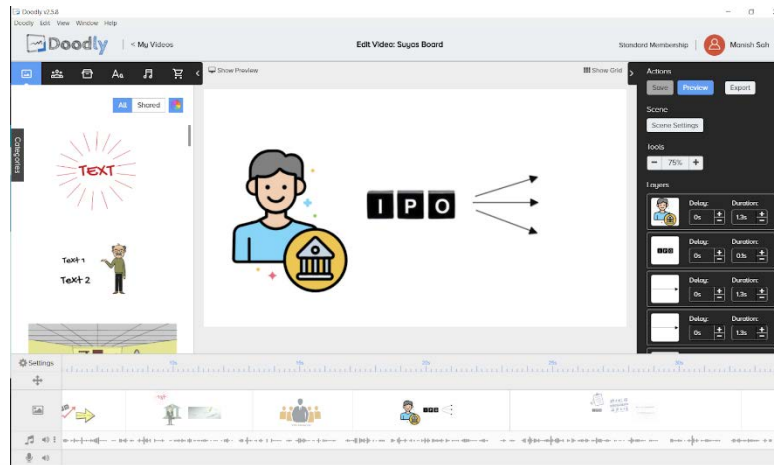 Doodly v2.5.8
Doodly Edit View Window Help
Doodly
< My Videos
Edit Video: Suyas Board
Standard Membership
Manish Sah
Show Preview
Show Grid
All Shared
Categories
TEXT
Text 1
Text 2
IPO
Actions
Save Preview Export
Scene
Scene Settings
Tools
- 75% +
Layers
Delay: Duration:
0s 1.3s
Delay: Duration:
0s 0.1s
Delay: Duration:
0s 1.3s
Delay: Duration:
0s 1.3s
Settings